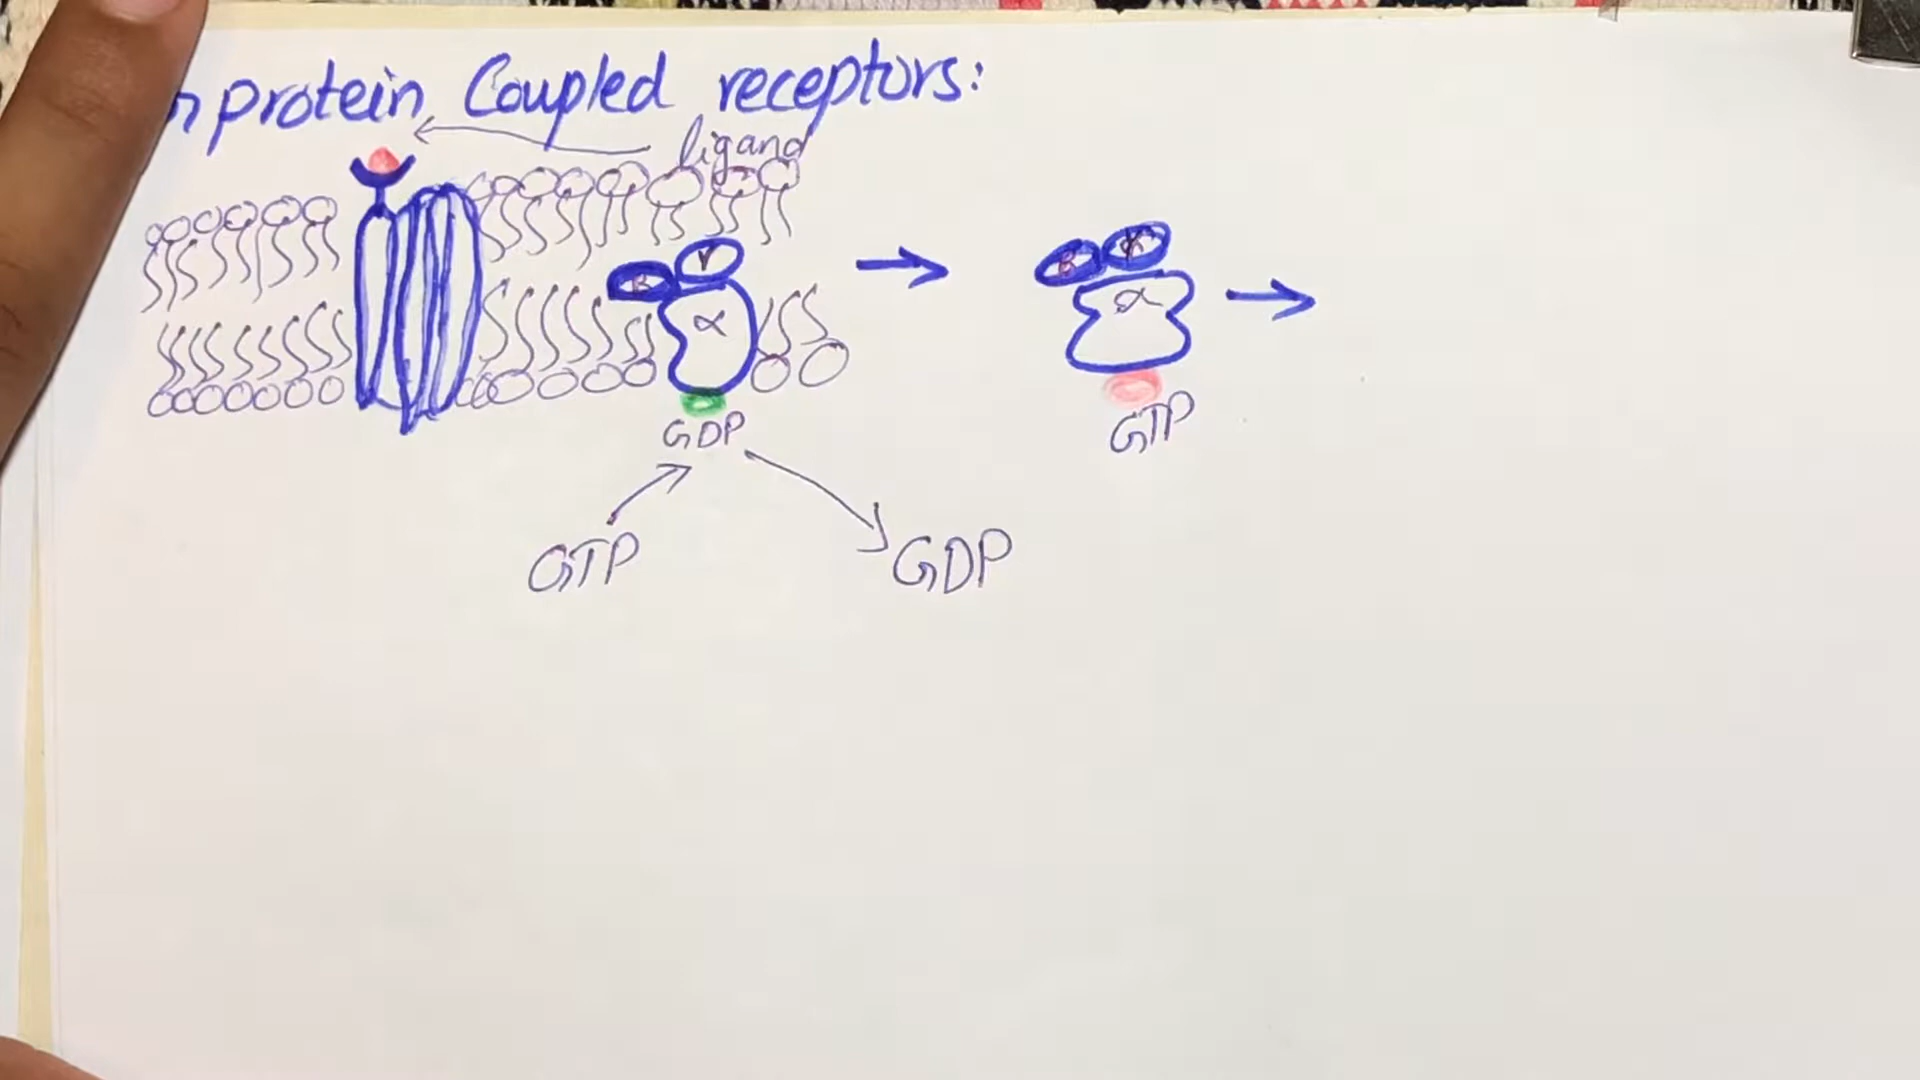 protein Coupled receptors:
ligand
γ
β
α
GDP
GTP
GDP
β γ
α
GTP